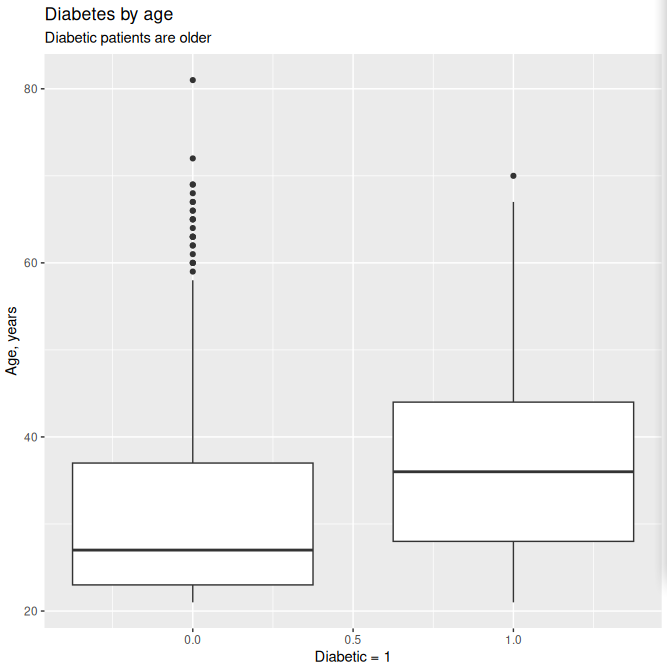 Diabetes by age
Diabetic patients are older
80
60
40
20
Age, years
0.0 0.5 1.0
Diabetic = 1